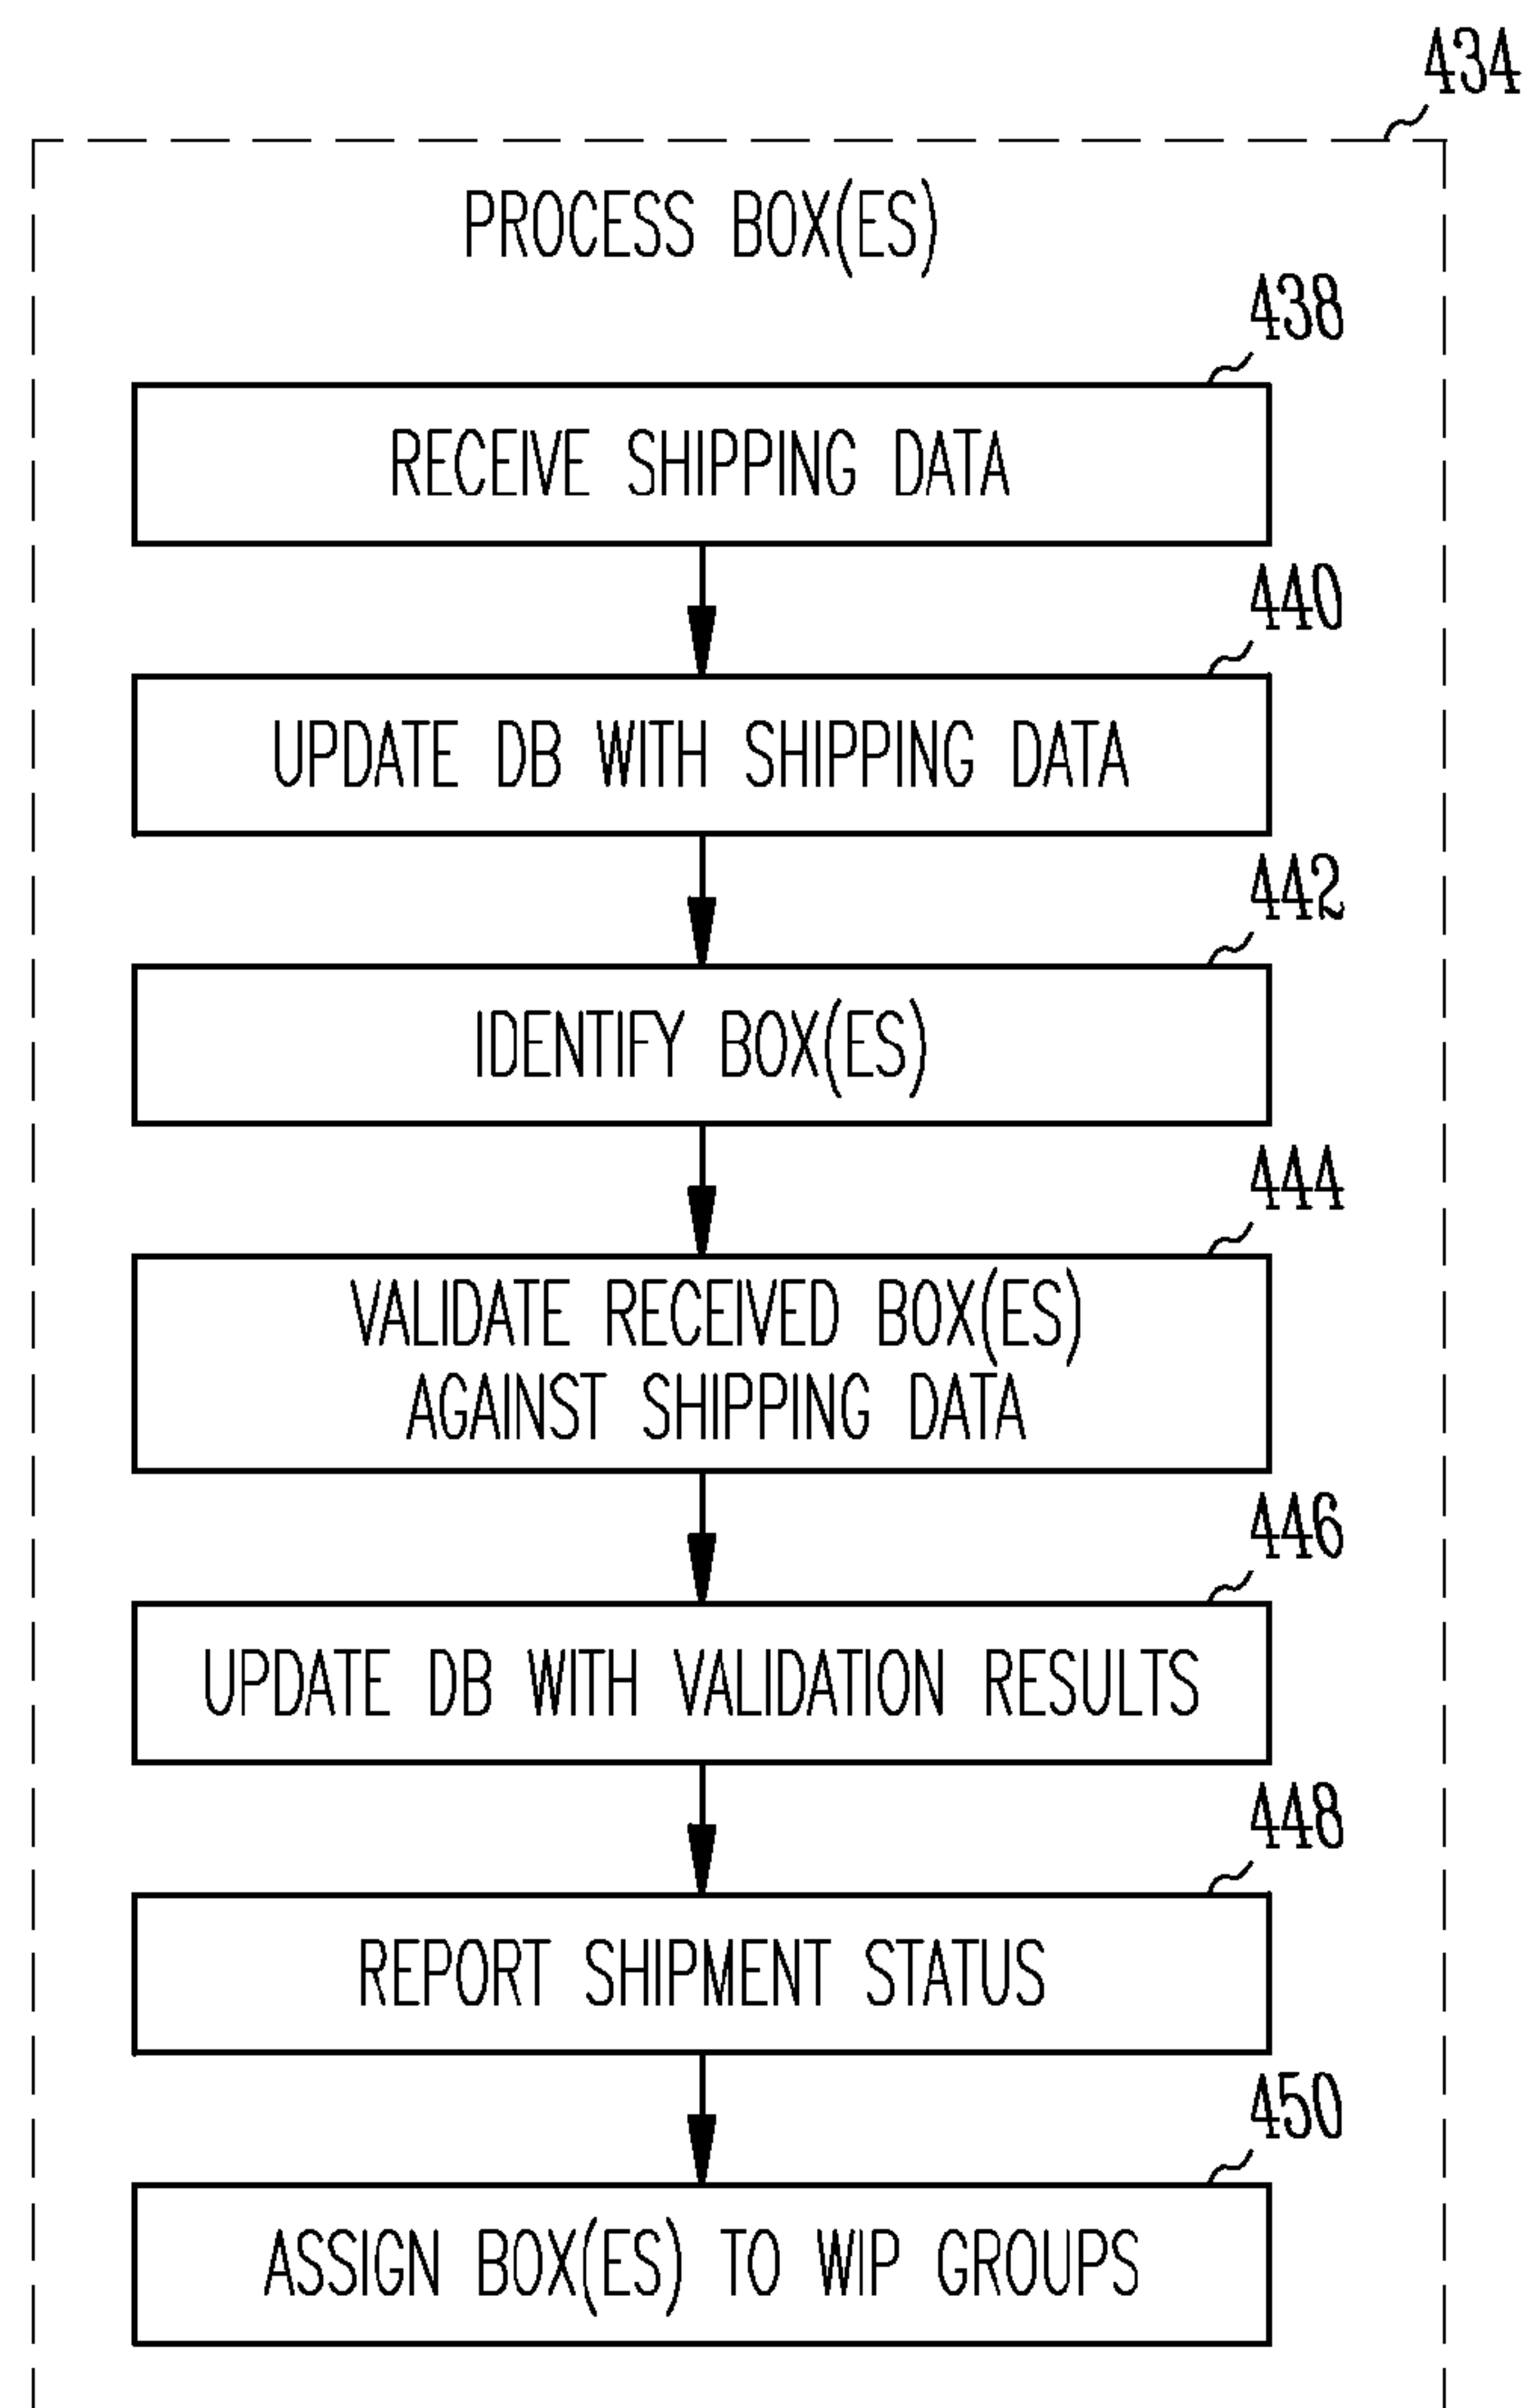 434
PROCESS BOX(ES)
438
RECEIVE SHIPPING DATA
440
UPDATE DB WITH SHIPPING DATA
442
IDENTIFY BOX(ES)
444
VALIDATE RECEIVED BOX(ES)
AGAINST SHIPPING DATA
446
UPDATE DB WITH VALIDATION RESULTS
448
REPORT SHIPMENT STATUS
450
ASSIGN BOX(ES) TO WIP GROUPS